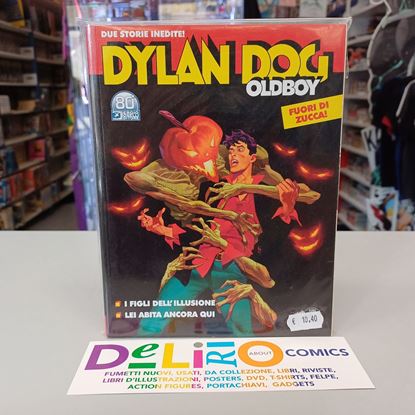 DUE STORIE INEDITE!
DYLAN DOG
OLDBOY
80
FUORI DI
ZUCCA!
I FIGLI DELL'ILLUSIONE
LEI ABITA ANCORA QUI
€ 10,40
DeLiRiO ABOUT COMICS
FUMETTI NUOVI, USATI, DA COLLEZIONE, LIBRI, RIVISTE,
LIBRI D'ILLUSTRAZIONI, POSTERS, DVD, T-SHIRTS, FELPE,
ACTION FIGURES, PORTACHIAVI, GADGETS